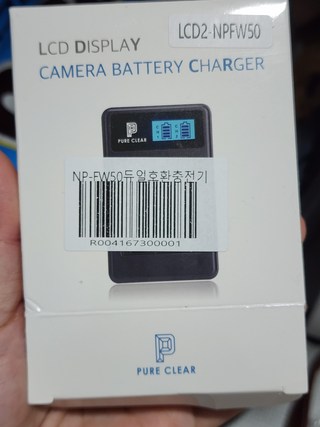 LCD2-NPFW50
LCD DISPLAY
CAMERA BATTERY CHARGER
P
PURE CLEAR
NP-FW50듀얼호환충전기
R004167300001
P
PURE CLEAR